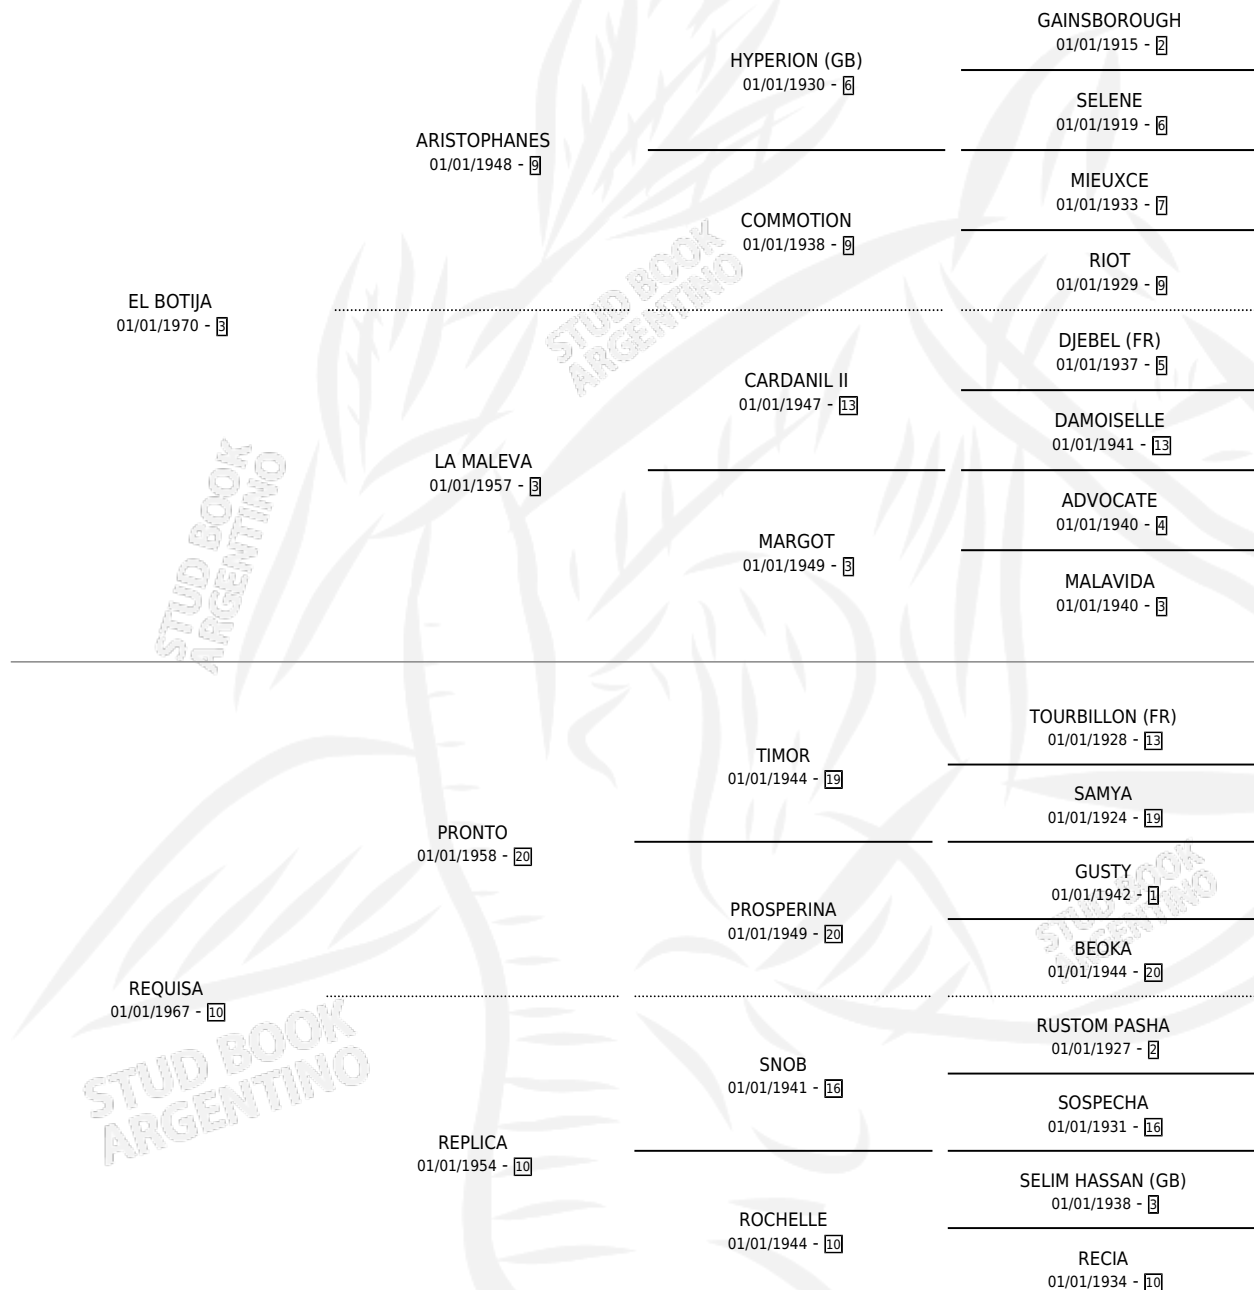 GAINSBOROUGH
01/01/1915 - 2
HYPERION (GB)
01/01/1930 - 6
SELENE
01/01/1919 - 6
ARISTOPHANES
01/01/1948 - 9
MIEUXCE
01/01/1933 - 7
COMMOTION
01/01/1938 - 9
RIOT
01/01/1929 - 9
EL BOTIJA
01/01/1970 - 3
STUD BOOK
ARGENTINO
DJEBEL (FR)
01/01/1937 - 5
CARDANIL II
01/01/1947 - 13
DAMOISELLE
01/01/1941 - 13
LA MALEVA
01/01/1957 - 3
STUD BOOK
ARGENTINO
ADVOCATE
01/01/1940 - 4
MARGOT
01/01/1949 - 3
MALAVIDA
01/01/1940 - 3
TOURBILLON (FR)
01/01/1928 - 13
TIMOR
01/01/1944 - 19
SAMYA
01/01/1924 - 19
PRONTO
01/01/1958 - 20
GUSTY
01/01/1942 - 1
STUD BOOK
ARGENTINO
PROSPERINA
01/01/1949 - 20
BEOKA
01/01/1944 - 20
REQUISA
01/01/1967 - 10
STUD BOOK
ARGENTINO
RUSTOM PASHA
01/01/1927 - 2
SNOB
01/01/1941 - 16
SOSPECHA
01/01/1931 - 16
REPLICA
01/01/1954 - 10
SELIM HASSAN (GB)
01/01/1938 - 3
ROCHELLE
01/01/1944 - 10
RECIA
01/01/1934 - 10